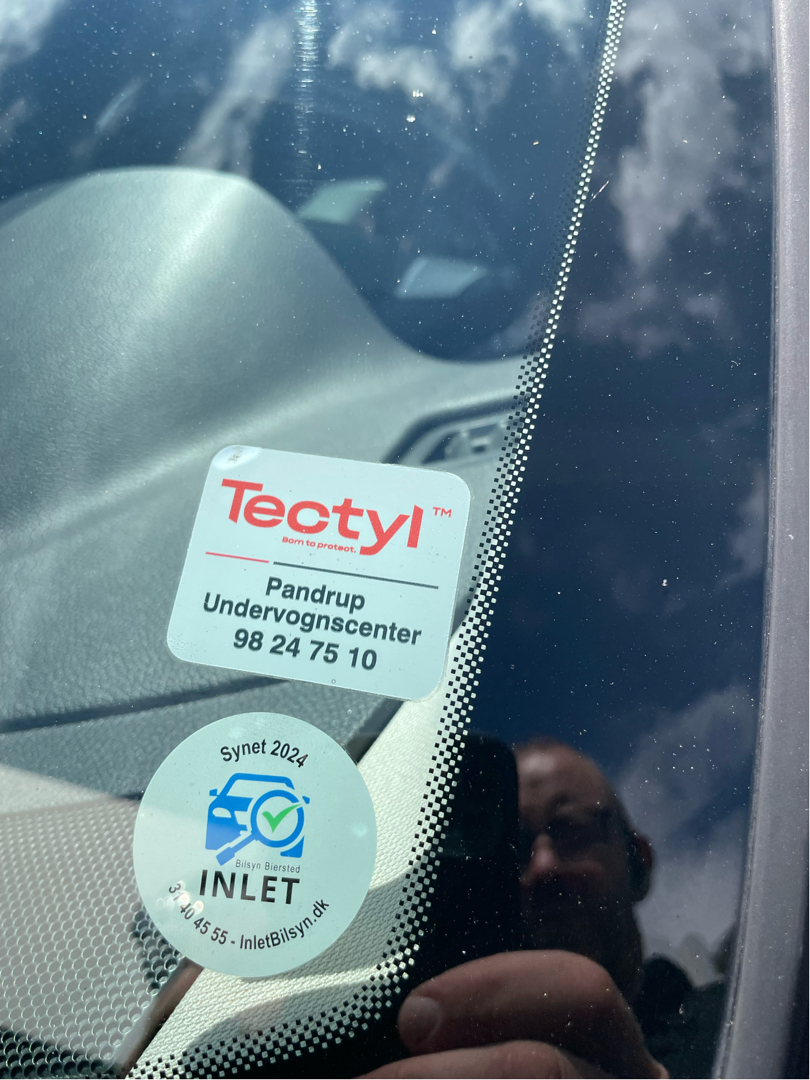 Tectyl™
Born to protect.
Pandrup
Undervognscenter
98 24 75 10
Synet 2024
Bilsyn Biersted
INLET
31 40 45 55 - InletBilsyn.dk